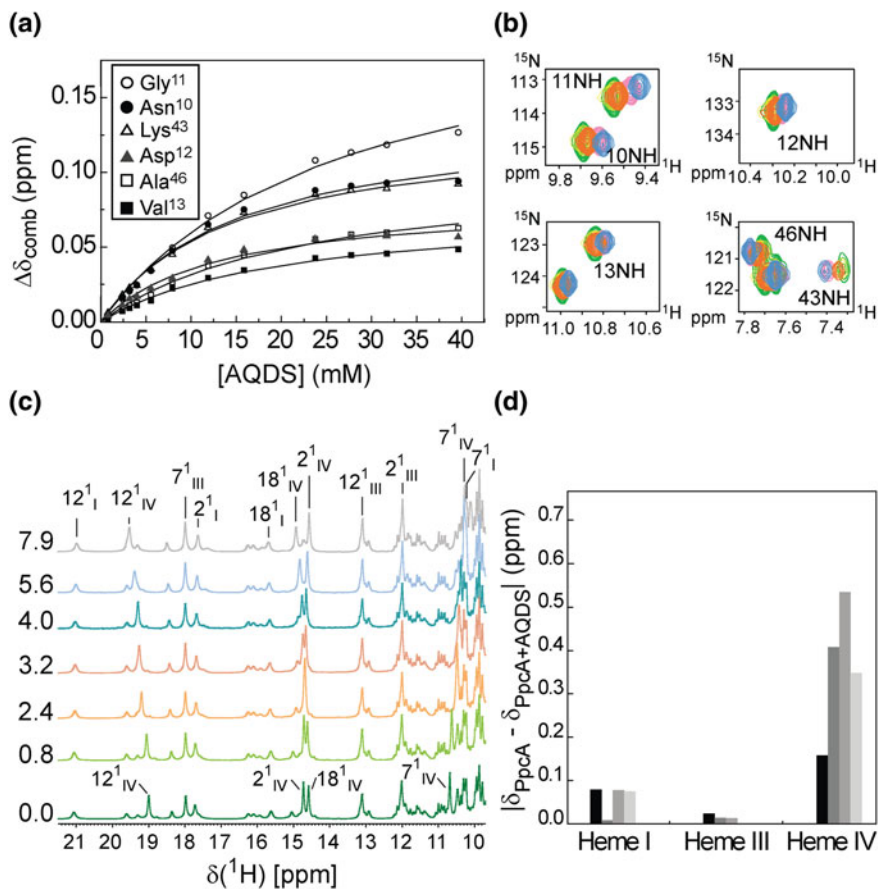 (a)
0.15
0.10
0.05
0.00
Δδcomb (ppm)
Gly11
Asn10
Lys43
Asp12
Ala46
Val13
0 5 10 15 20 25 30 35 40
[AQDS] (mM)
(b)
15N
113
114
115
ppm
11NH
10NH
1H
9.8 9.6 9.4
15N
133
134
ppm
12NH
1H
10.4 10.2 10.0
15N
123
124
ppm
13NH
1H
11.0 10.8 10.6
15N
121
122
ppm
46NH
43NH
1H
7.8 7.6 7.4
(c)
12¹I
12¹IV
7¹III
2¹I
18¹I
18¹IV
2¹IV
12¹III
2¹III
7¹IV
7¹I
7.9
5.6
4.0
3.2
2.4
0.8
0.0
12¹IV
2¹IV
18¹IV
7¹IV
21 20 19 18 17 16 15 14 13 12 11 10
δ(¹H) [ppm]
(d)
0.7
0.6
0.5
0.4
0.3
0.2
0.1
0
|δPpcA - δPpcA+AQDS| (ppm)
Heme I Heme III Heme IV